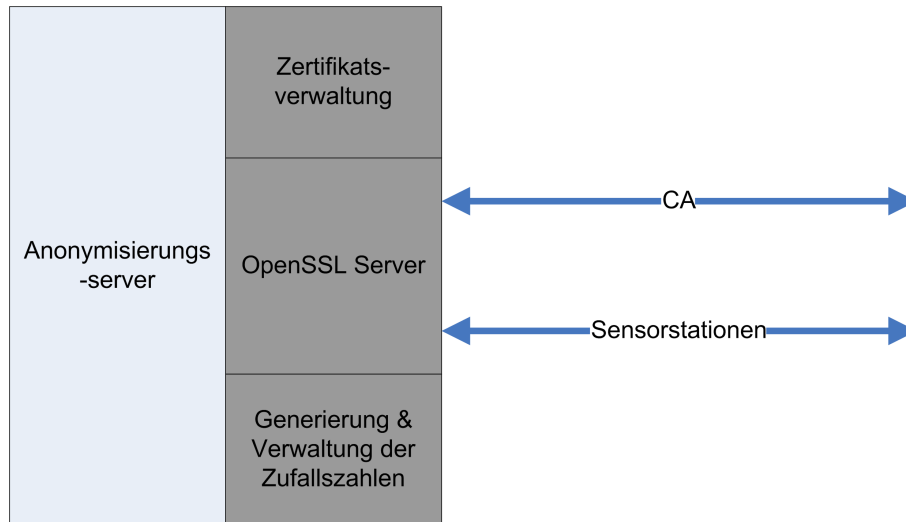 Zertifikats-
verwaltung
CA
Anonymisierungs
-server
OpenSSL Server
Sensorstationen
Generierung &
Verwaltung der
Zufallszahlen